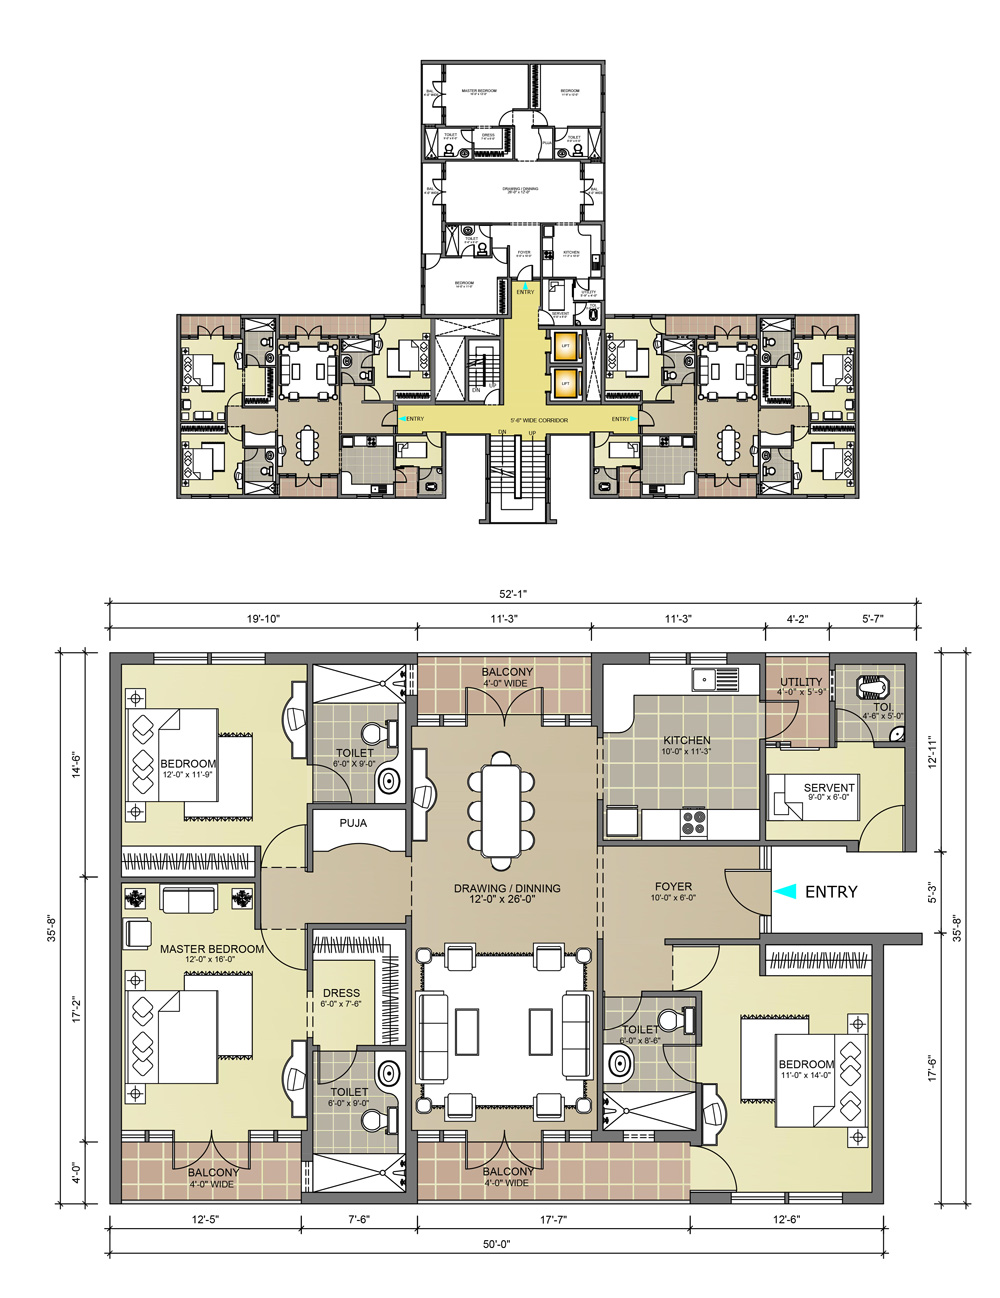 MASTER BEDROOM
BEDROOM
BAL
TOILET
DRESS
PUJA
TOILET
DRAWING / DINNING
BAL
BAL
TOILET
FOYER
KITCHEN
BEDROOM
ENTRY
UTILITY
SERVENT
TOI.
LIFT
LIFT
DN
UP
ENTRY
5'-6" WIDE CORRIDOR
ENTRY
DN
UP
52'-1"
19'-10"
11'-3"
11'-3"
4'-2"
5'-7"
BALCONY
4'-0" WIDE
UTILITY
4'-0" x 5'-9"
TOI.
4'-6" x 5'-0"
KITCHEN
10'-0" x 11'-3"
TOILET
6'-0" X 9'-0"
BEDROOM
12'-0" x 11'-9"
14'-6"
12'-11"
SERVENT
9'-0" x 6'-0"
PUJA
DRAWING / DINNING
12'-0" x 26'-0"
FOYER
10'-0" x 6'-0"
ENTRY
5'-3"
35'-8"
35'-8"
MASTER BEDROOM
12'-0" x 16'-0"
DRESS
6'-0" x 7'-6"
17'-2"
TOILET
6'-0" x 8'-6"
BEDROOM
11'-0" x 14'-0"
17'-6"
TOILET
6'-0" x 9'-0"
BALCONY
4'-0" WIDE
BALCONY
4'-0" WIDE
4'-0"
12'-5"
7'-6"
17'-7"
12'-6"
50'-0"